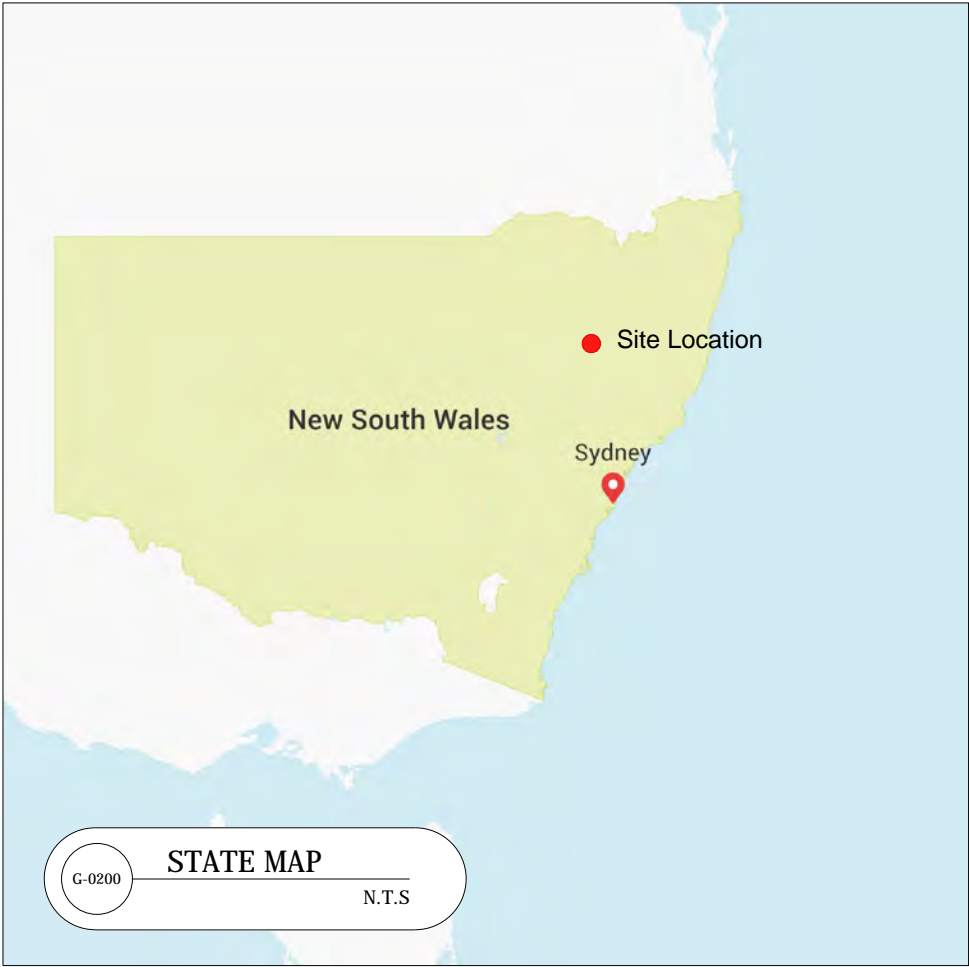 Site Location
New South Wales
Sydney
STATE MAP
G-0200
N.T.S